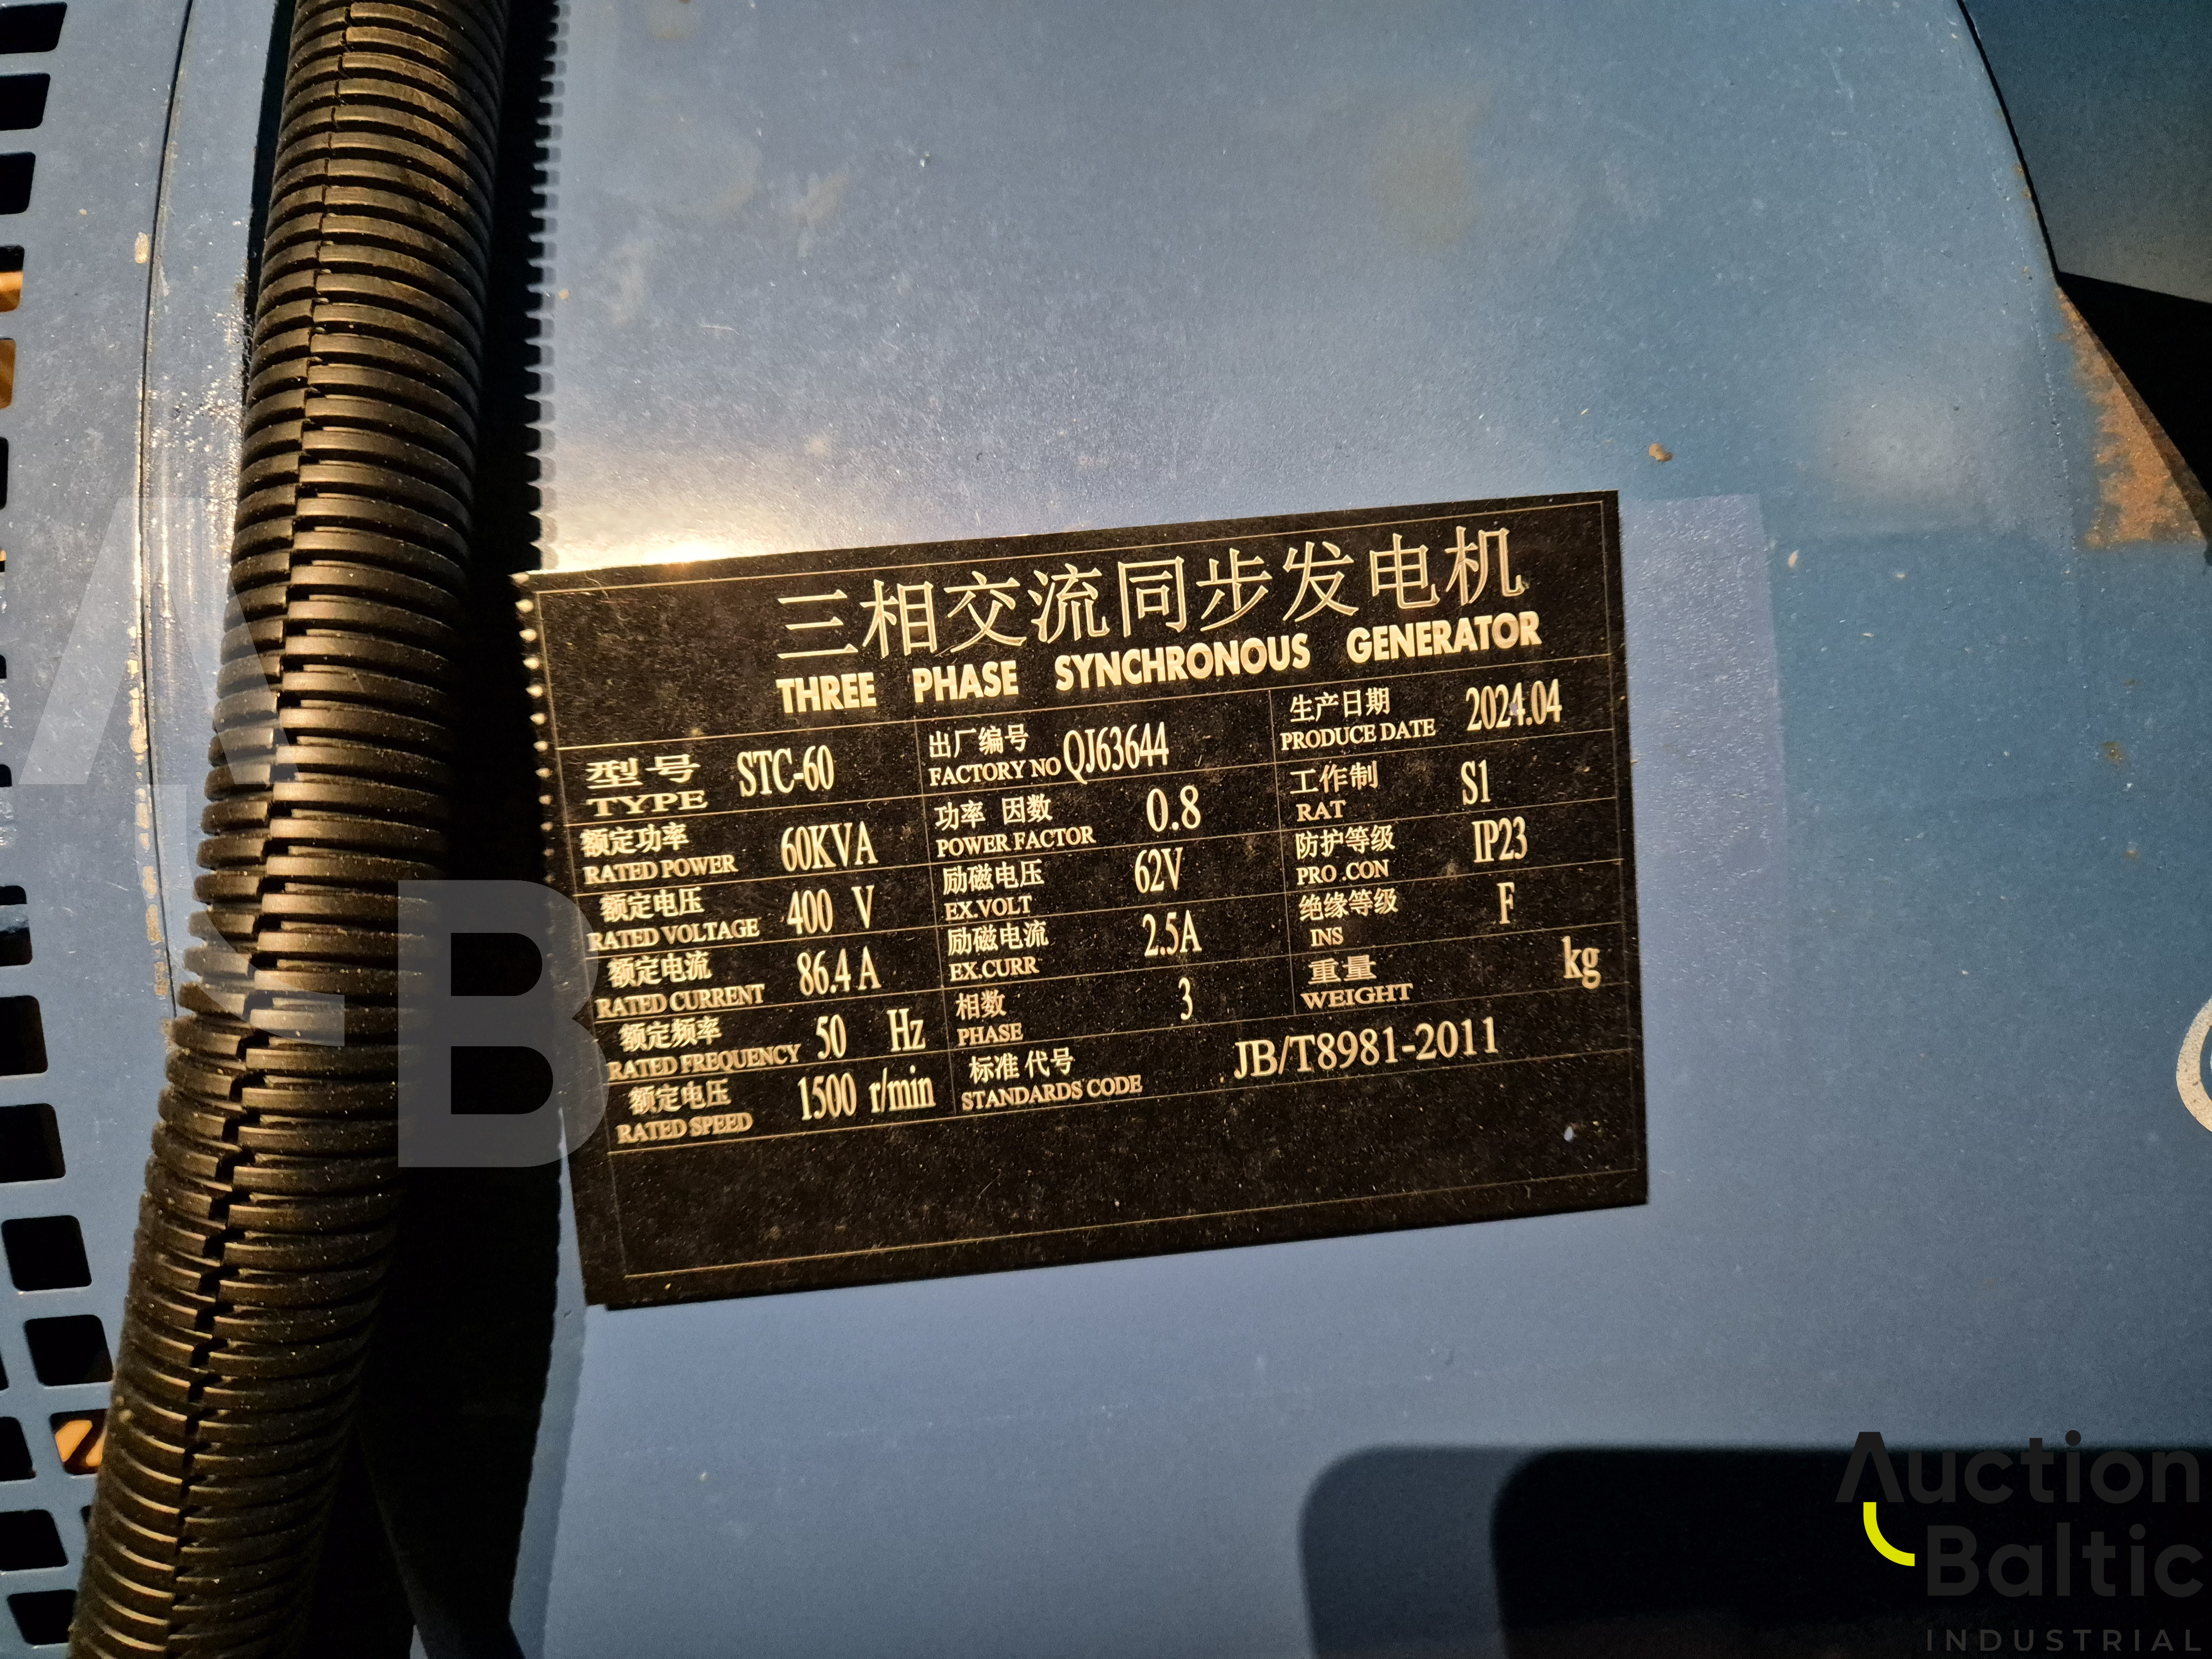 三相交流同步发电机
THREE PHASE SYNCHRONOUS GENERATOR
型号 STC-60 出厂编号 QJ63644 生产日期 2024.04
TYPE FACTORY NO PRODUCE DATE
额定功率 60KVA 功率 因数 0.8 工作制 S1
RATED POWER POWER FACTOR RAT
额定电压 400 V 励磁电压 62V 防护等级 IP23
RATED VOLTAGE EX.VOLT PRO.CON
额定电流 86.4 A 励磁电流 2.5A 绝缘等级 F
RATED CURRENT EX.CURR INS
额定频率 50 Hz 相数 3 重量 kg
RATED FREQUENCY PHASE WEIGHT
额定电压 1500 r/min 标准代号 JB/T8981-2011
RATED SPEED STANDARDS CODE
A
B
Auction
Baltic
INDUSTRIAL